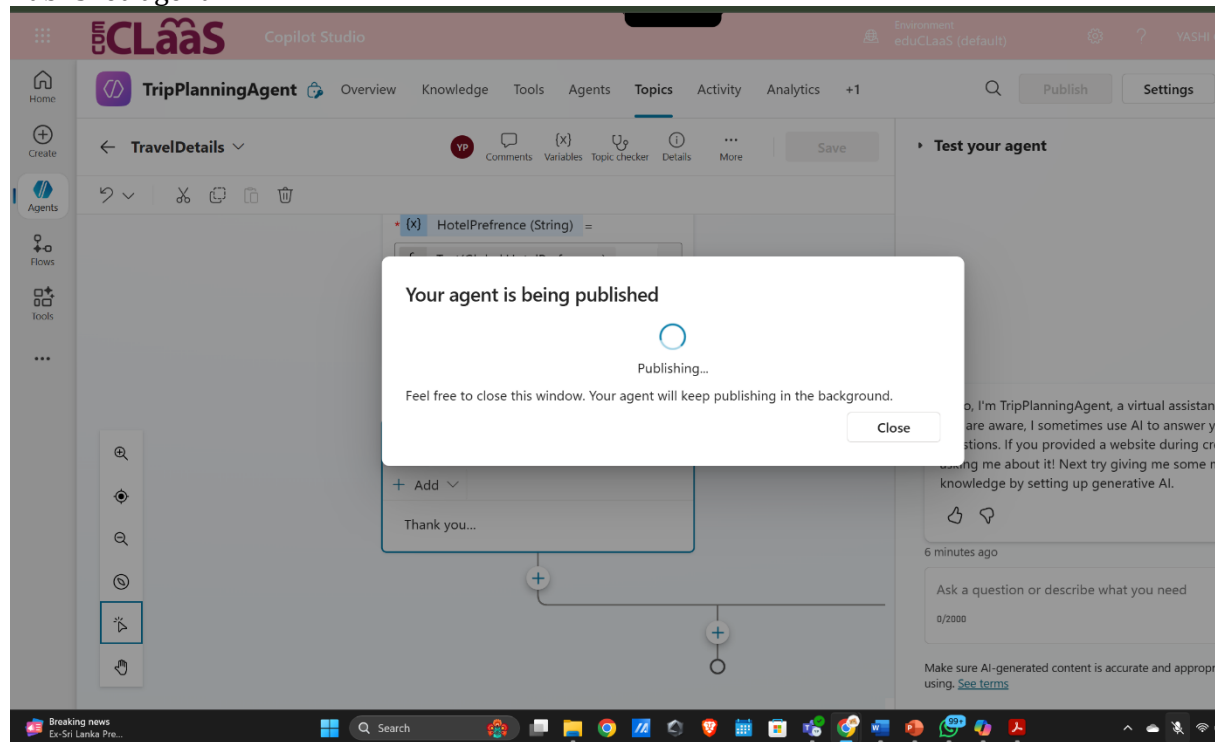 EDUCLaaS Copilot Studio
Environment
eduCLaaS (default)
YASHI
Home
TripPlanningAgent Overview Knowledge Tools Agents Topics Activity Analytics +1 Publish Settings
Create
TravelDetails YP Comments Variables Topic checker Details More Save Test your agent
Agents
* {x} HotelPrefrence (String) =
Flows
Tools
Your agent is being published
Publishing...
Feel free to close this window. Your agent will keep publishing in the background.
Close
o, I'm TripPlanningAgent, a virtual assistan
are aware, I sometimes use AI to answer y
stions. If you provided a website during cr
me about it! Next try giving me some
knowledge by setting up generative AI.
+ Add
Thank you...
6 minutes ago
Ask a question or describe what you need
0/2000
Make sure AI-generated content is accurate and appropr
using. See terms
Breaking news
Ex-Sri Lanka Pre...
Search
99+